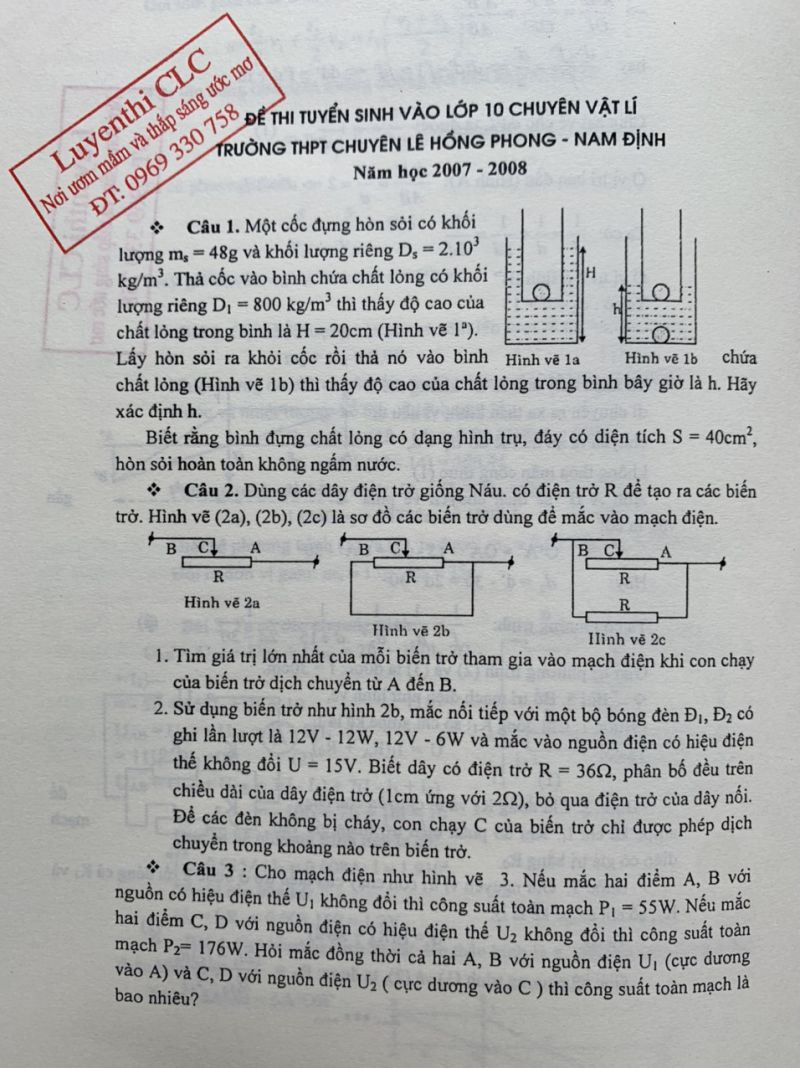 Luyenthi CLC
Nơi ươm mầm và thắp sáng ước mơ
ĐT: 0969 330 758
ĐỀ THI TUYỂN SINH VÀO LỚP 10 CHUYÊN VẬT LÍ
TRƯỜNG THPT CHUYÊN LÊ HỒNG PHONG - NAM ĐỊNH
Năm học 2007 - 2008
❖ Câu 1. Một cốc đựng hòn sỏi có khối
lượng mₛ = 48g và khối lượng riêng Dₛ = 2.10³
kg/m³. Thả cốc vào bình chứa chất lỏng có khối
lượng riêng D₁ = 800 kg/m³ thì thấy độ cao của
chất lỏng trong bình là H = 20cm (Hình vẽ 1ᵃ).
Lấy hòn sỏi ra khỏi cốc rồi thả nó vào bình chứa
H
h
Hình vẽ 1a
Hình vẽ 1b
chất lỏng (Hình vẽ 1b) thì thấy độ cao của chất lỏng trong bình bây giờ là h. Hãy
xác định h.
Biết rằng bình đựng chất lỏng có dạng hình trụ, đáy có diện tích S = 40cm²,
hòn sỏi hoàn toàn không ngấm nước.
❖ Câu 2. Dùng các dây điện trở giống Náu. có điện trở R để tạo ra các biến
trở. Hình vẽ (2a), (2b), (2c) là sơ đồ các biến trở dùng để mắc vào mạch điện.
B C A
R
Hình vẽ 2a
B C A
R
Hình vẽ 2b
B C A
R
R
Hình vẽ 2c
1. Tìm giá trị lớn nhất của mỗi biến trở tham gia vào mạch điện khi con chạy
của biến trở dịch chuyển từ A đến B.
2. Sử dụng biến trở như hình 2b, mắc nối tiếp với một bộ bóng đèn Đ₁, Đ₂ có
ghi lần lượt là 12V - 12W, 12V - 6W và mắc vào nguồn điện có hiệu điện
thế không đổi U = 15V. Biết dây có điện trở R = 36Ω, phân bố đều trên
chiều dài của dây điện trở (1cm ứng với 2Ω), bỏ qua điện trở của dây nối.
Để các đèn không bị cháy, con chạy C của biến trở chỉ được phép dịch
chuyển trong khoảng nào trên biến trở.
❖ Câu 3 : Cho mạch điện như hình vẽ 3. Nếu mắc hai điểm A, B với
nguồn có hiệu điện thế U₁ không đổi thì công suất toàn mạch P₁ = 55W. Nếu mắc
hai điểm C, D với nguồn điện có hiệu điện thế U₂ không đổi thì công suất toàn
mạch P₂= 176W. Hỏi mắc đồng thời cả hai A, B với nguồn điện U₁ (cực dương
vào A) và C, D với nguồn điện U₂ ( cực dương vào C ) thì công suất toàn mạch là
bao nhiêu?